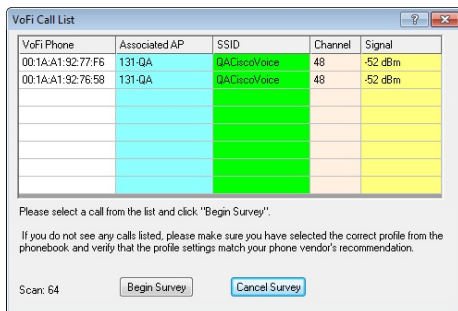 VoFi Call List
VoFi Phone Associated AP SSID Channel Signal
00:1A:A1:92:77:F6 131-QA QACiscoVoice 48 -52 dBm
00:1A:A1:92:76:58 131-QA QACiscoVoice 48 -52 dBm
Please select a call from the list and click "Begin Survey".
If you do not see any calls listed, please make sure you have selected the correct profile from the
phonebook and verify that the profile settings match your phone vendor's recommendation.
Scan: 64 Begin Survey Cancel Survey